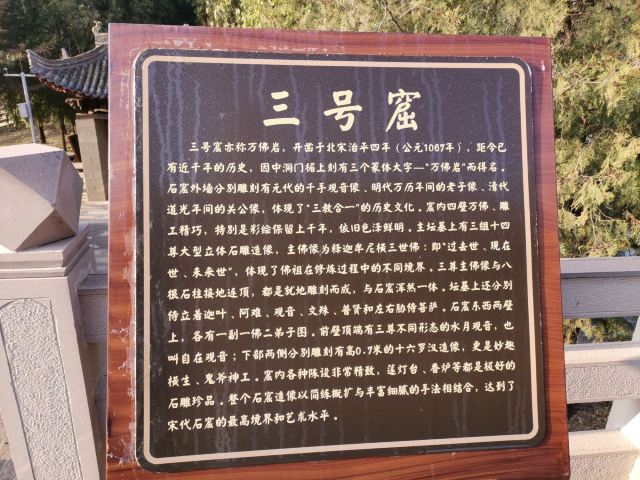 三号窟
三号窟亦称万佛岩，开凿于北宋治平四年（公元1067年），距今已
有近千年的历史，因中洞门楣上刻有三个篆体大字—“万佛岩”而得名。
石窟外墙分别雕刻有元代的千手观音像、明代万历年间的老子像、清代
道光年间的关公像，体现了“三教合一”的历史文化。窟内四壁万佛、雕
工精巧，特别是彩绘保留上千年，依旧色泽鲜明。主坛基上有三组十四
尊大型立体石雕造像，主佛像为释迦牟尼横三世佛：即“过去世、现在
世、未来世”，体现了佛祖在修炼过程中的不同境界。三尊主佛像与八
根石柱接地连顶，都是就地雕刻而成，与石窟浑然一体。坛基上还分别
侍立着迦叶、阿难、观音、文殊、普贤和左右胁侍菩萨。石窟东西两壁
上，各有一副一佛二弟子图。前壁顶端有三尊不同形态的水月观音，也
叫自在观音；下部两侧分别雕刻有高0.7米的十六罗汉造像，更是妙趣
横生、鬼斧神工。窟内各种陈设非常精致，莲灯台、香炉等都是极好的
石雕珍品。整个石窟造像以简练概扩与丰富细腻的手法相结合，达到了
宋代石窟的最高境界和艺术水平。